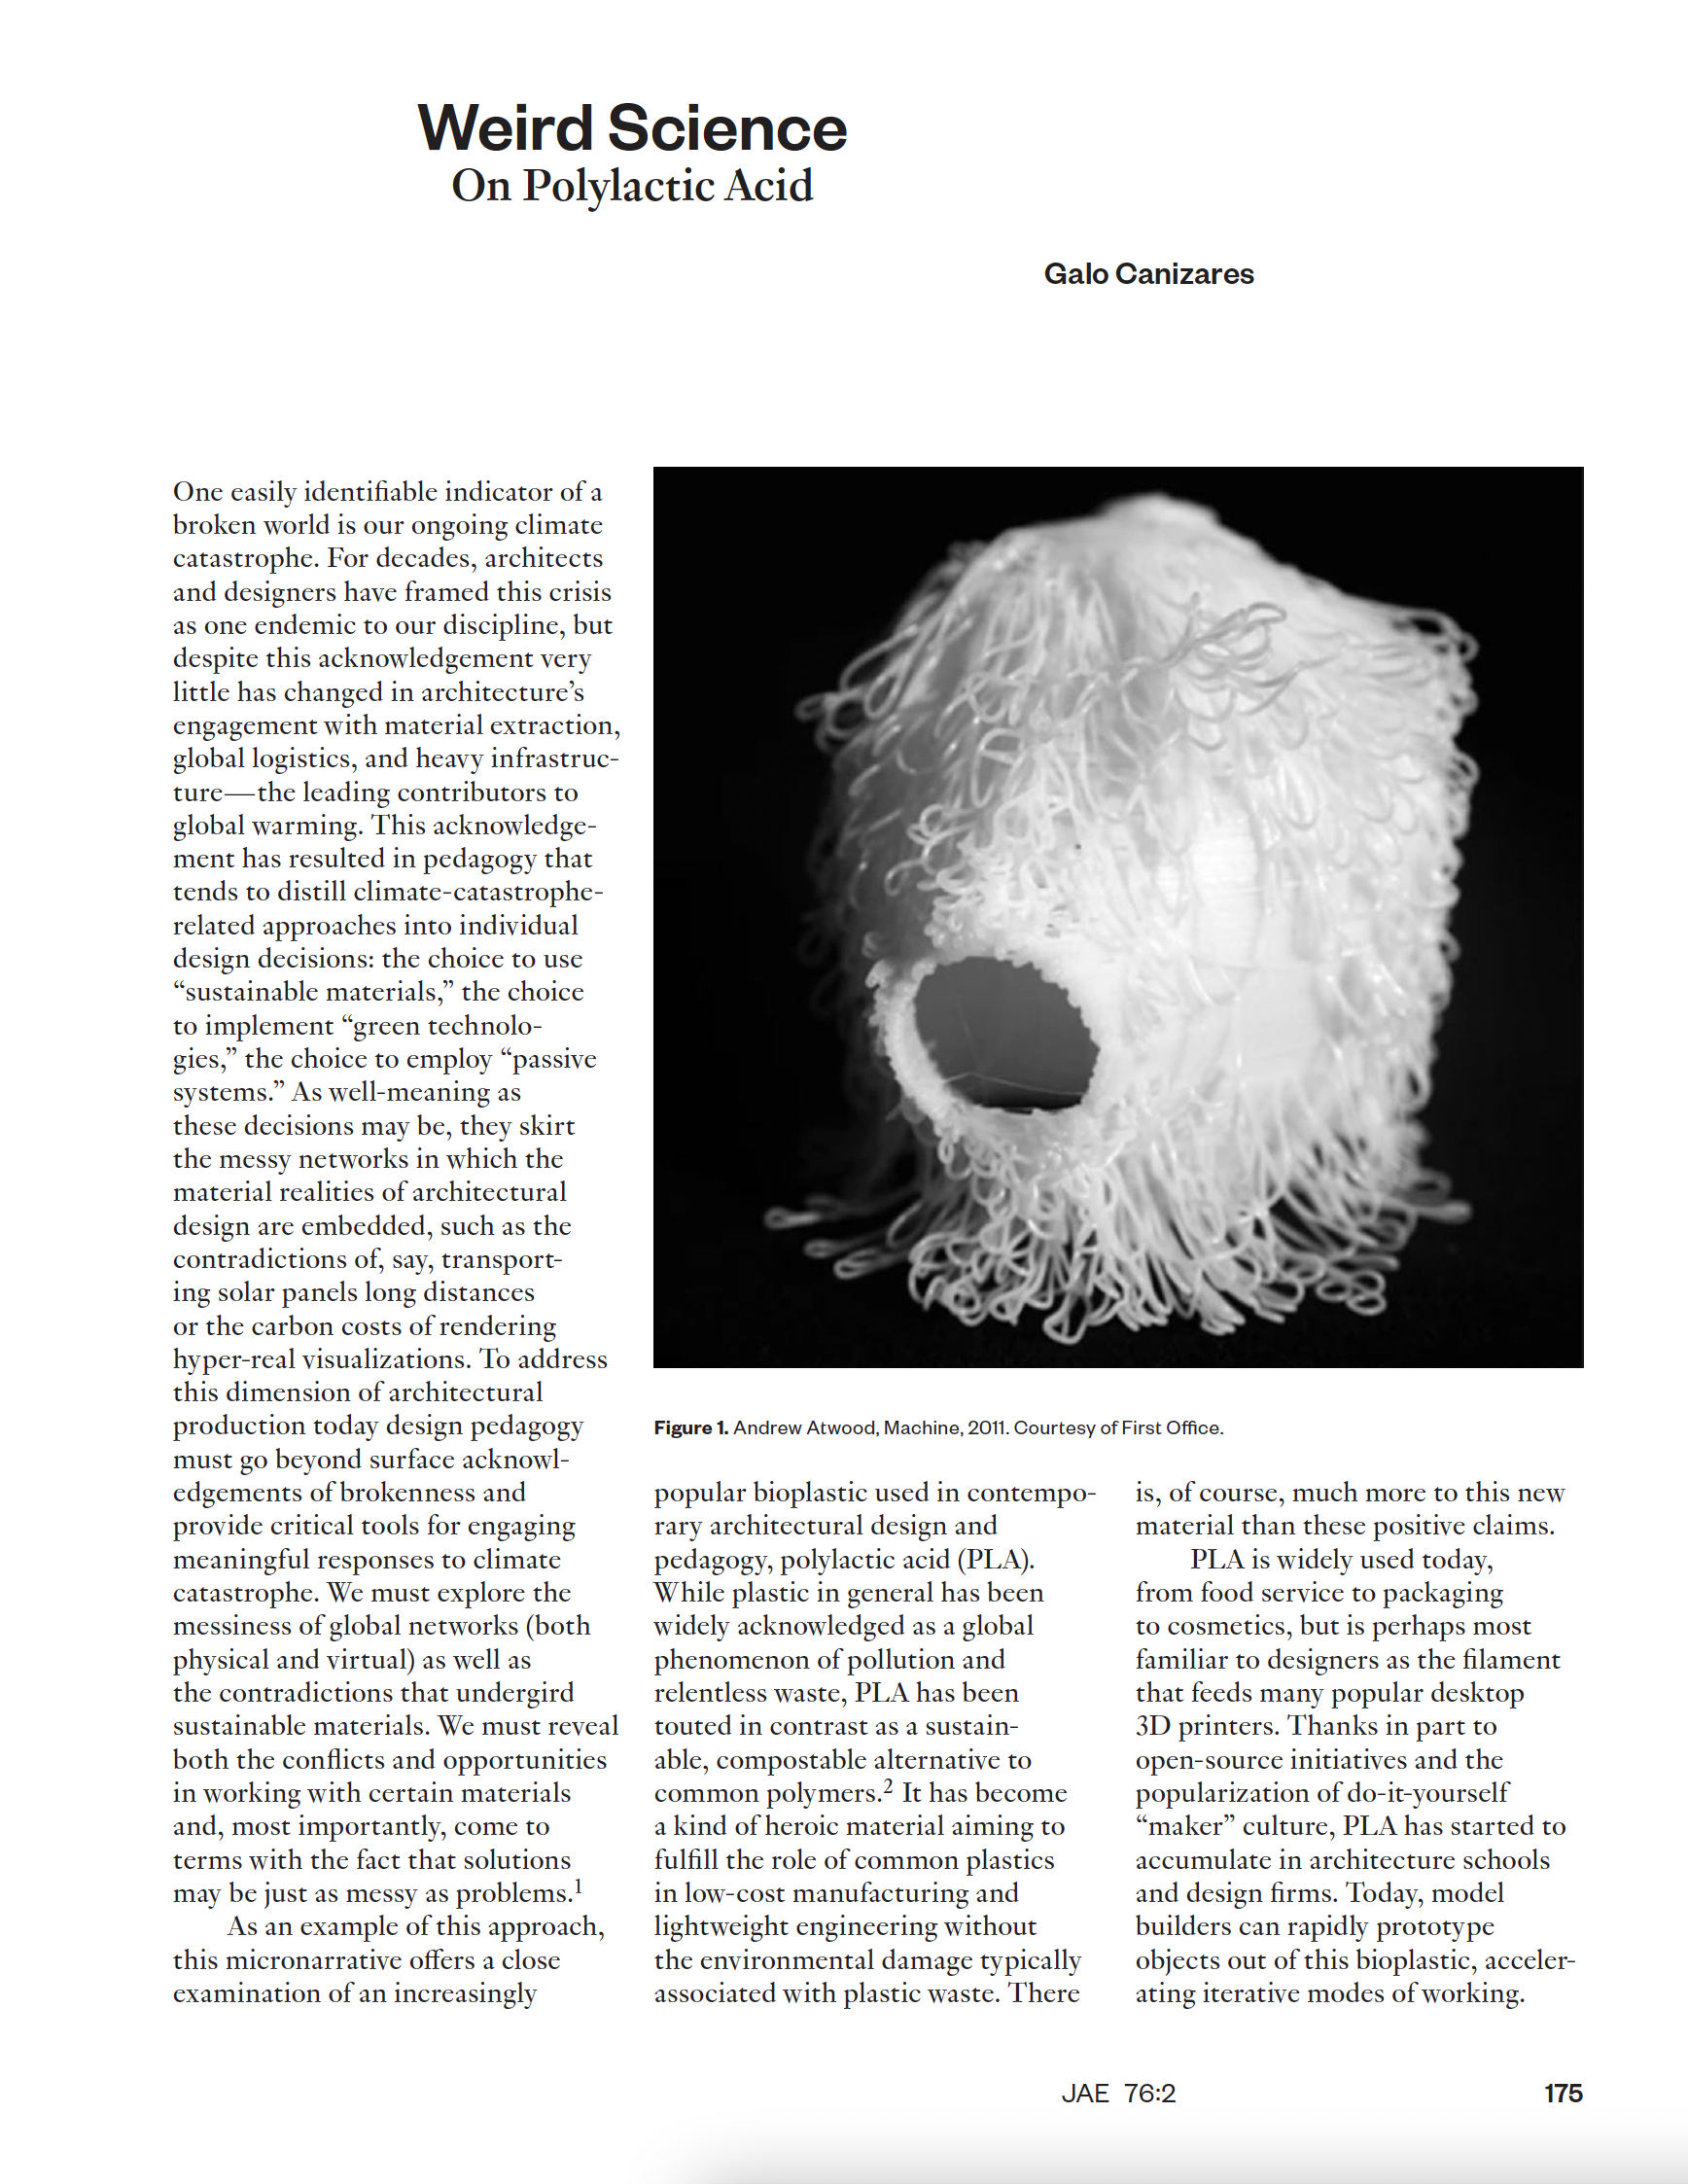 Weird Science
On Polylactic Acid
Galo Canizares
One easily identifiable indicator of a
broken world is our ongoing climate
catastrophe. For decades, architects
and designers have framed this crisis
as one endemic to our discipline, but
despite this acknowledgement very
little has changed in architecture’s
engagement with material extraction,
global logistics, and heavy infrastruc-
ture—the leading contributors to
global warming. This acknowledge-
ment has resulted in pedagogy that
tends to distill climate-catastrophe-
related approaches into individual
design decisions: the choice to use
“sustainable materials,” the choice
to implement “green technolo-
gies,” the choice to employ “passive
systems.” As well-meaning as
these decisions may be, they skirt
the messy networks in which the
material realities of architectural
design are embedded, such as the
contradictions of, say, transport-
ing solar panels long distances
or the carbon costs of rendering
hyper-real visualizations. To address
this dimension of architectural
production today design pedagogy
must go beyond surface acknowl-
edgements of brokenness and
provide critical tools for engaging
meaningful responses to climate
catastrophe. We must explore the
messiness of global networks (both
physical and virtual) as well as
the contradictions that undergird
sustainable materials. We must reveal
both the conflicts and opportunities
in working with certain materials
and, most importantly, come to
terms with the fact that solutions
may be just as messy as problems.1
As an example of this approach,
this micronarrative offers a close
examination of an increasingly
Figure 1. Andrew Atwood, Machine, 2011. Courtesy of First Office.
popular bioplastic used in contempo-
rary architectural design and
pedagogy, polylactic acid (PLA).
While plastic in general has been
widely acknowledged as a global
phenomenon of pollution and
relentless waste, PLA has been
touted in contrast as a sustain-
able, compostable alternative to
common polymers.2 It has become
a kind of heroic material aiming to
fulfill the role of common plastics
in low-cost manufacturing and
lightweight engineering without
the environmental damage typically
associated with plastic waste. There
is, of course, much more to this new
material than these positive claims.
PLA is widely used today,
from food service to packaging
to cosmetics, but is perhaps most
familiar to designers as the filament
that feeds many popular desktop
3D printers. Thanks in part to
open-source initiatives and the
popularization of do-it-yourself
“maker” culture, PLA has started to
accumulate in architecture schools
and design firms. Today, model
builders can rapidly prototype
objects out of this bioplastic, acceler-
ating iterative modes of working.
JAE 76:2
175